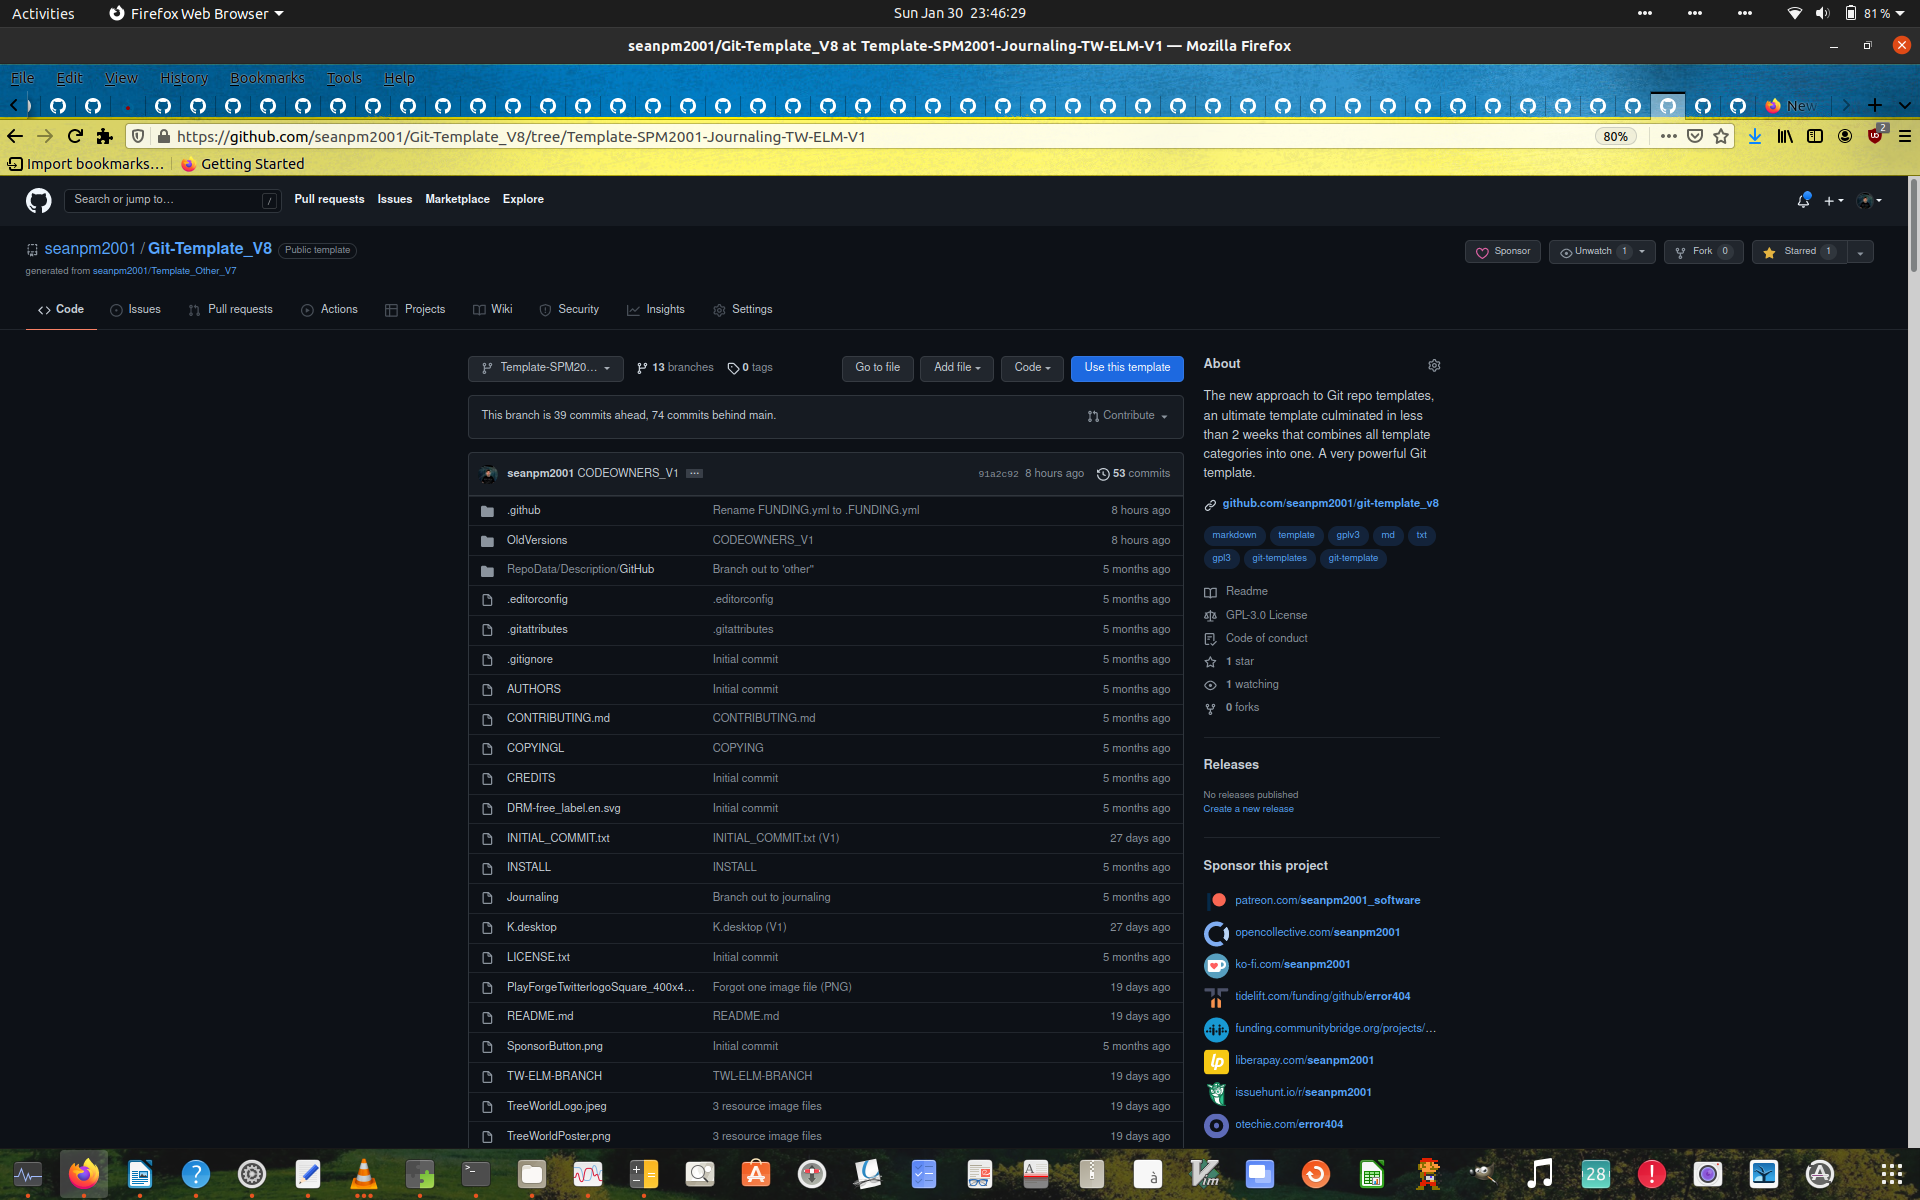 Activities Firefox Web Browser Sun Jan 30 23:46:29 81 %
seanpm2001/Git-Template_V8 at Template-SPM2001-Journaling-TW-ELM-V1 — Mozilla Firefox
File Edit View History Bookmarks Tools Help
New
https://github.com/seanpm2001/Git-Template_V8/tree/Template-SPM2001-Journaling-TW-ELM-V1 80% 2
Import bookmarks… Getting Started
Search or jump to… / Pull requests Issues Marketplace Explore
seanpm2001 / Git-Template_V8 Public template Sponsor Unwatch 1 Fork 0 Starred 1
generated from seanpm2001/Template_Other_V7
Code Issues Pull requests Actions Projects Wiki Security Insights Settings
Template-SPM20… 13 branches 0 tags Go to file Add file Code Use this template
This branch is 39 commits ahead, 74 commits behind main. Contribute
seanpm2001 CODEOWNERS_V1 … 91a2c92 8 hours ago 53 commits
.github Rename FUNDING.yml to .FUNDING.yml 8 hours ago
OldVersions CODEOWNERS_V1 8 hours ago
RepoData/Description/GitHub Branch out to 'other" 5 months ago
.editorconfig .editorconfig 5 months ago
.gitattributes .gitattributes 5 months ago
.gitignore Initial commit 5 months ago
AUTHORS Initial commit 5 months ago
CONTRIBUTING.md CONTRIBUTING.md 5 months ago
COPYINGL COPYING 5 months ago
CREDITS Initial commit 5 months ago
DRM-free_label.en.svg Initial commit 5 months ago
INITIAL_COMMIT.txt INITIAL_COMMIT.txt (V1) 27 days ago
INSTALL INSTALL 5 months ago
Journaling Branch out to journaling 5 months ago
K.desktop K.desktop (V1) 27 days ago
LICENSE.txt Initial commit 5 months ago
PlayForgeTwitterlogoSquare_400x4… Forgot one image file (PNG) 19 days ago
README.md README.md 19 days ago
SponsorButton.png Initial commit 5 months ago
TW-ELM-BRANCH TWL-ELM-BRANCH 19 days ago
TreeWorldLogo.jpeg 3 resource image files 19 days ago
TreeWorldPoster.png 3 resource image files 19 days ago
About
The new approach to Git repo templates,
an ultimate template culminated in less
than 2 weeks that combines all template
categories into one. A very powerful Git
template.
github.com/seanpm2001/git-template_v8
markdown template gplv3 md txt
gpl3 git-templates git-template
Readme
GPL-3.0 License
Code of conduct
1 star
1 watching
0 forks
Releases
No releases published
Create a new release
Sponsor this project
patreon.com/seanpm2001_software
opencollective.com/seanpm2001
ko-fi.com/seanpm2001
tidelift.com/funding/github/error404
funding.communitybridge.org/projects/…
lp liberapay.com/seanpm2001
issuehunt.io/r/seanpm2001
otechie.com/error404
? >_ A à Vim 28 !